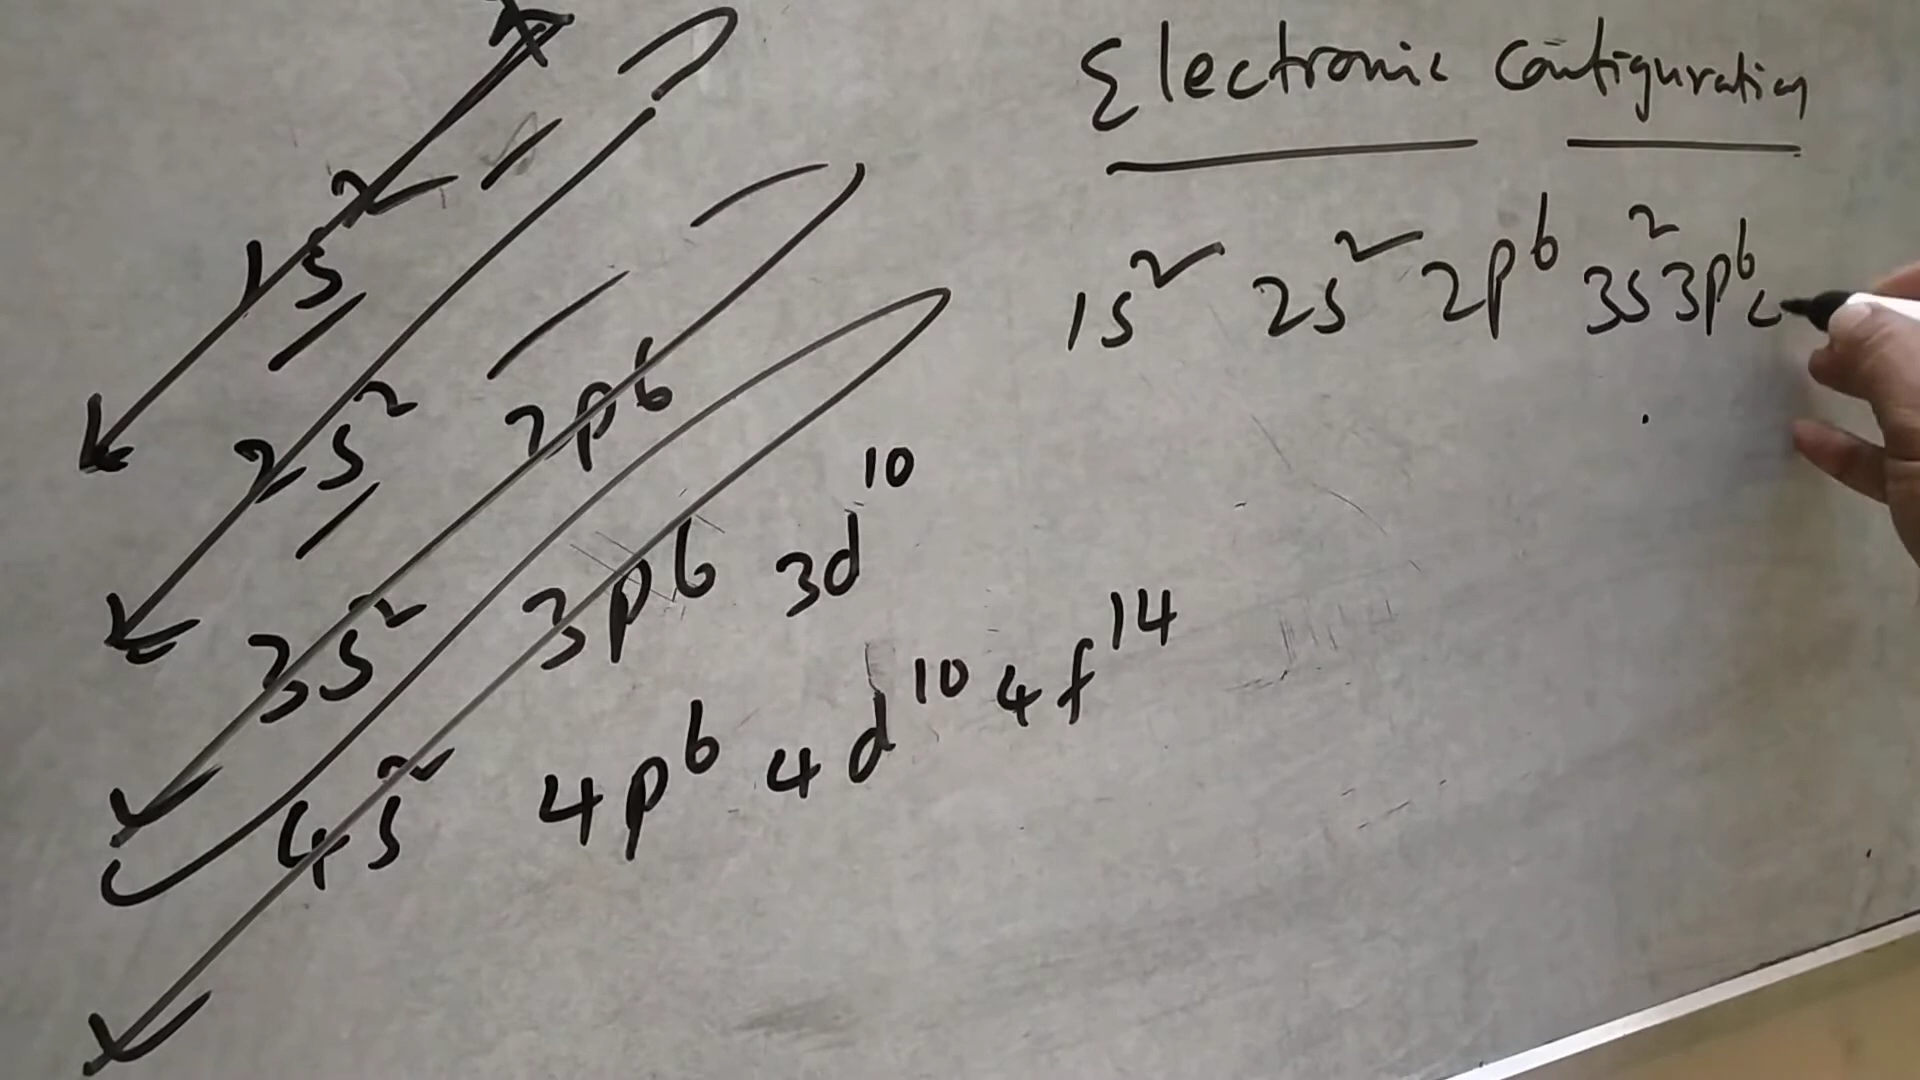 Electronic Configuration
1s² 2s² 2p⁶ 3s² 3p⁶
1s²
2s² 2p⁶
3s² 3p⁶ 3d¹⁰
4s² 4p⁶ 4d¹⁰ 4f¹⁴